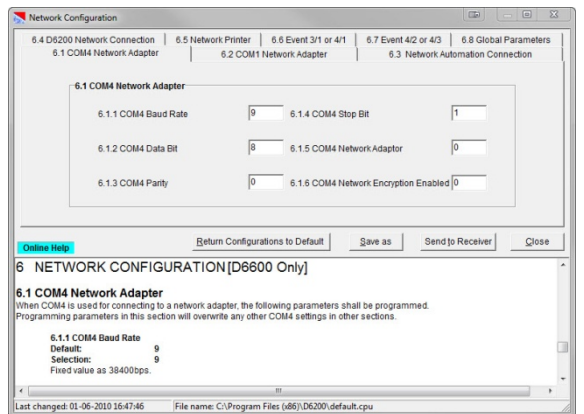 Network Configuration
6.4 D6200 Network Connection
6.5 Network Printer
6.6 Event 3/1 or 4/1
6.7 Event 4/2 or 4/3
6.8 Global Parameters
6.1 COM4 Network Adapter
6.2 COM1 Network Adapter
6.3 Network Automation Connection
6.1 COM4 Network Adapter
6.1.1 COM4 Baud Rate 9 6.1.4 COM4 Stop Bit 1
6.1.2 COM4 Data Bit 8 6.1.5 COM4 Network Adaptor 0
6.1.3 COM4 Parity 0 6.1.6 COM4 Network Encryption Enabled 0
Online Help
Return Configurations to Default
Save as
Send to Receiver
Close
6 NETWORK CONFIGURATION [D6600 Only]
6.1 COM4 Network Adapter
When COM4 is used for connecting to a network adapter, the following parameters shall be programmed.
Programming parameters in this section will overwrite any other COM4 settings in other sections.
6.1.1 COM4 Baud Rate
Default: 9
Selection: 9
Fixed value as 38400bps.
Last changed: 01-06-2010 16:47:46
File name: C:\Program Files (x86)\D6200\default.cpu